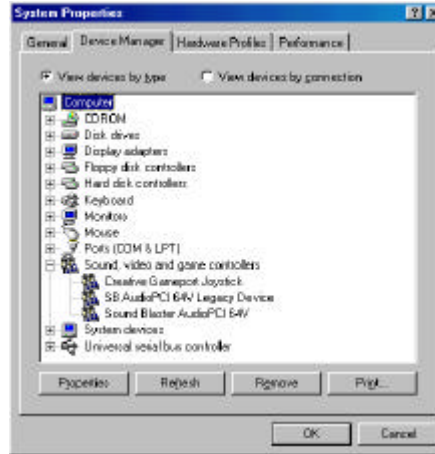 System Properties
General
Device Manager
Hardware Profiles
Performance
View devices by type
View devices by connection
Computer
CDROM
Disk drives
Display adapters
Floppy disk controllers
Hard disk controllers
Keyboard
Monitors
Mouse
Ports (COM & LPT)
Sound, video and game controllers
Creative Gameport Joystick
SB AudioPCI 64V Legacy Device
Sound Blaster AudioPCI 64V
System devices
Universal serial bus controller
Properties
Refresh
Remove
Print...
OK
Cancel